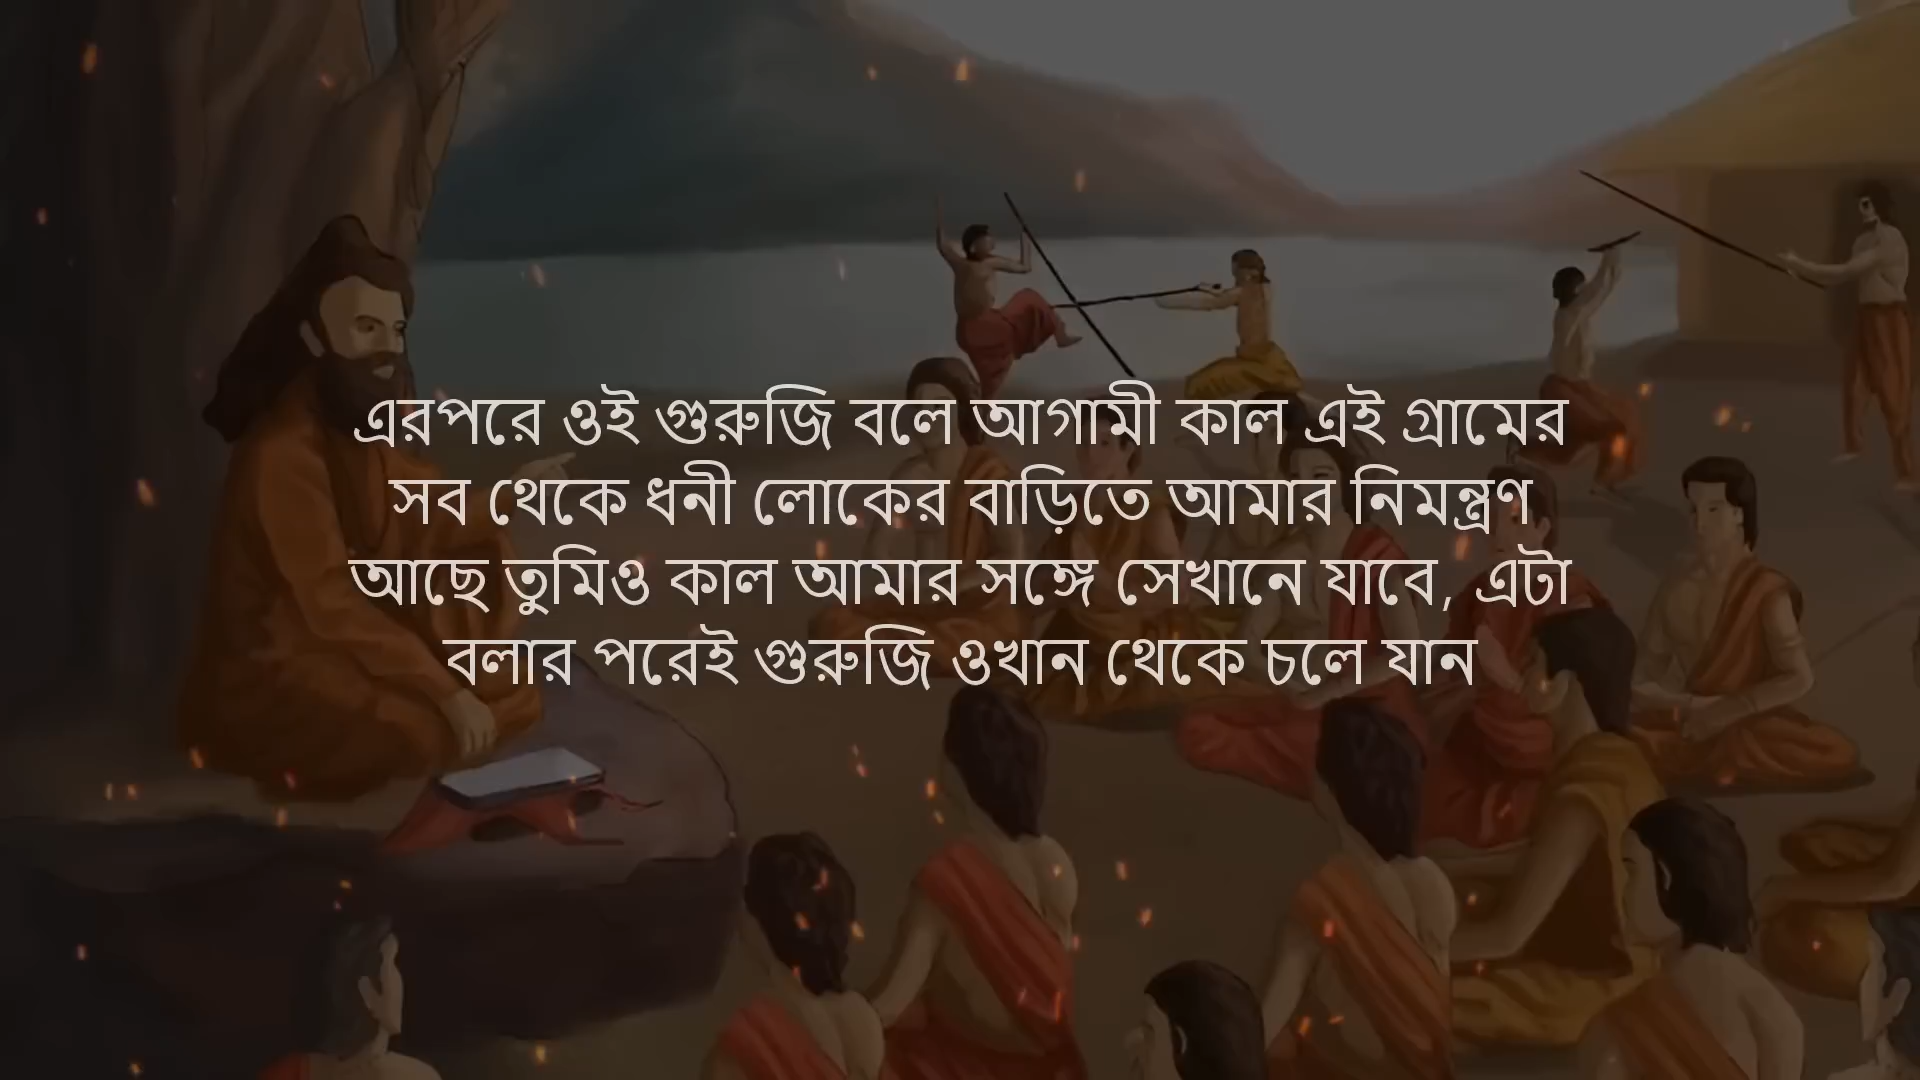 এরপরে ওই গুরুজি বলে আগামী কাল এই গ্রামের
সব থেকে ধনী লোকের বাড়িতে আমার নিমন্ত্রণ
আছে তুমিও কাল আমার সঙ্গে সেখানে যাবে, এটা
বলার পরেই গুরুজি ওখান থেকে চলে যান